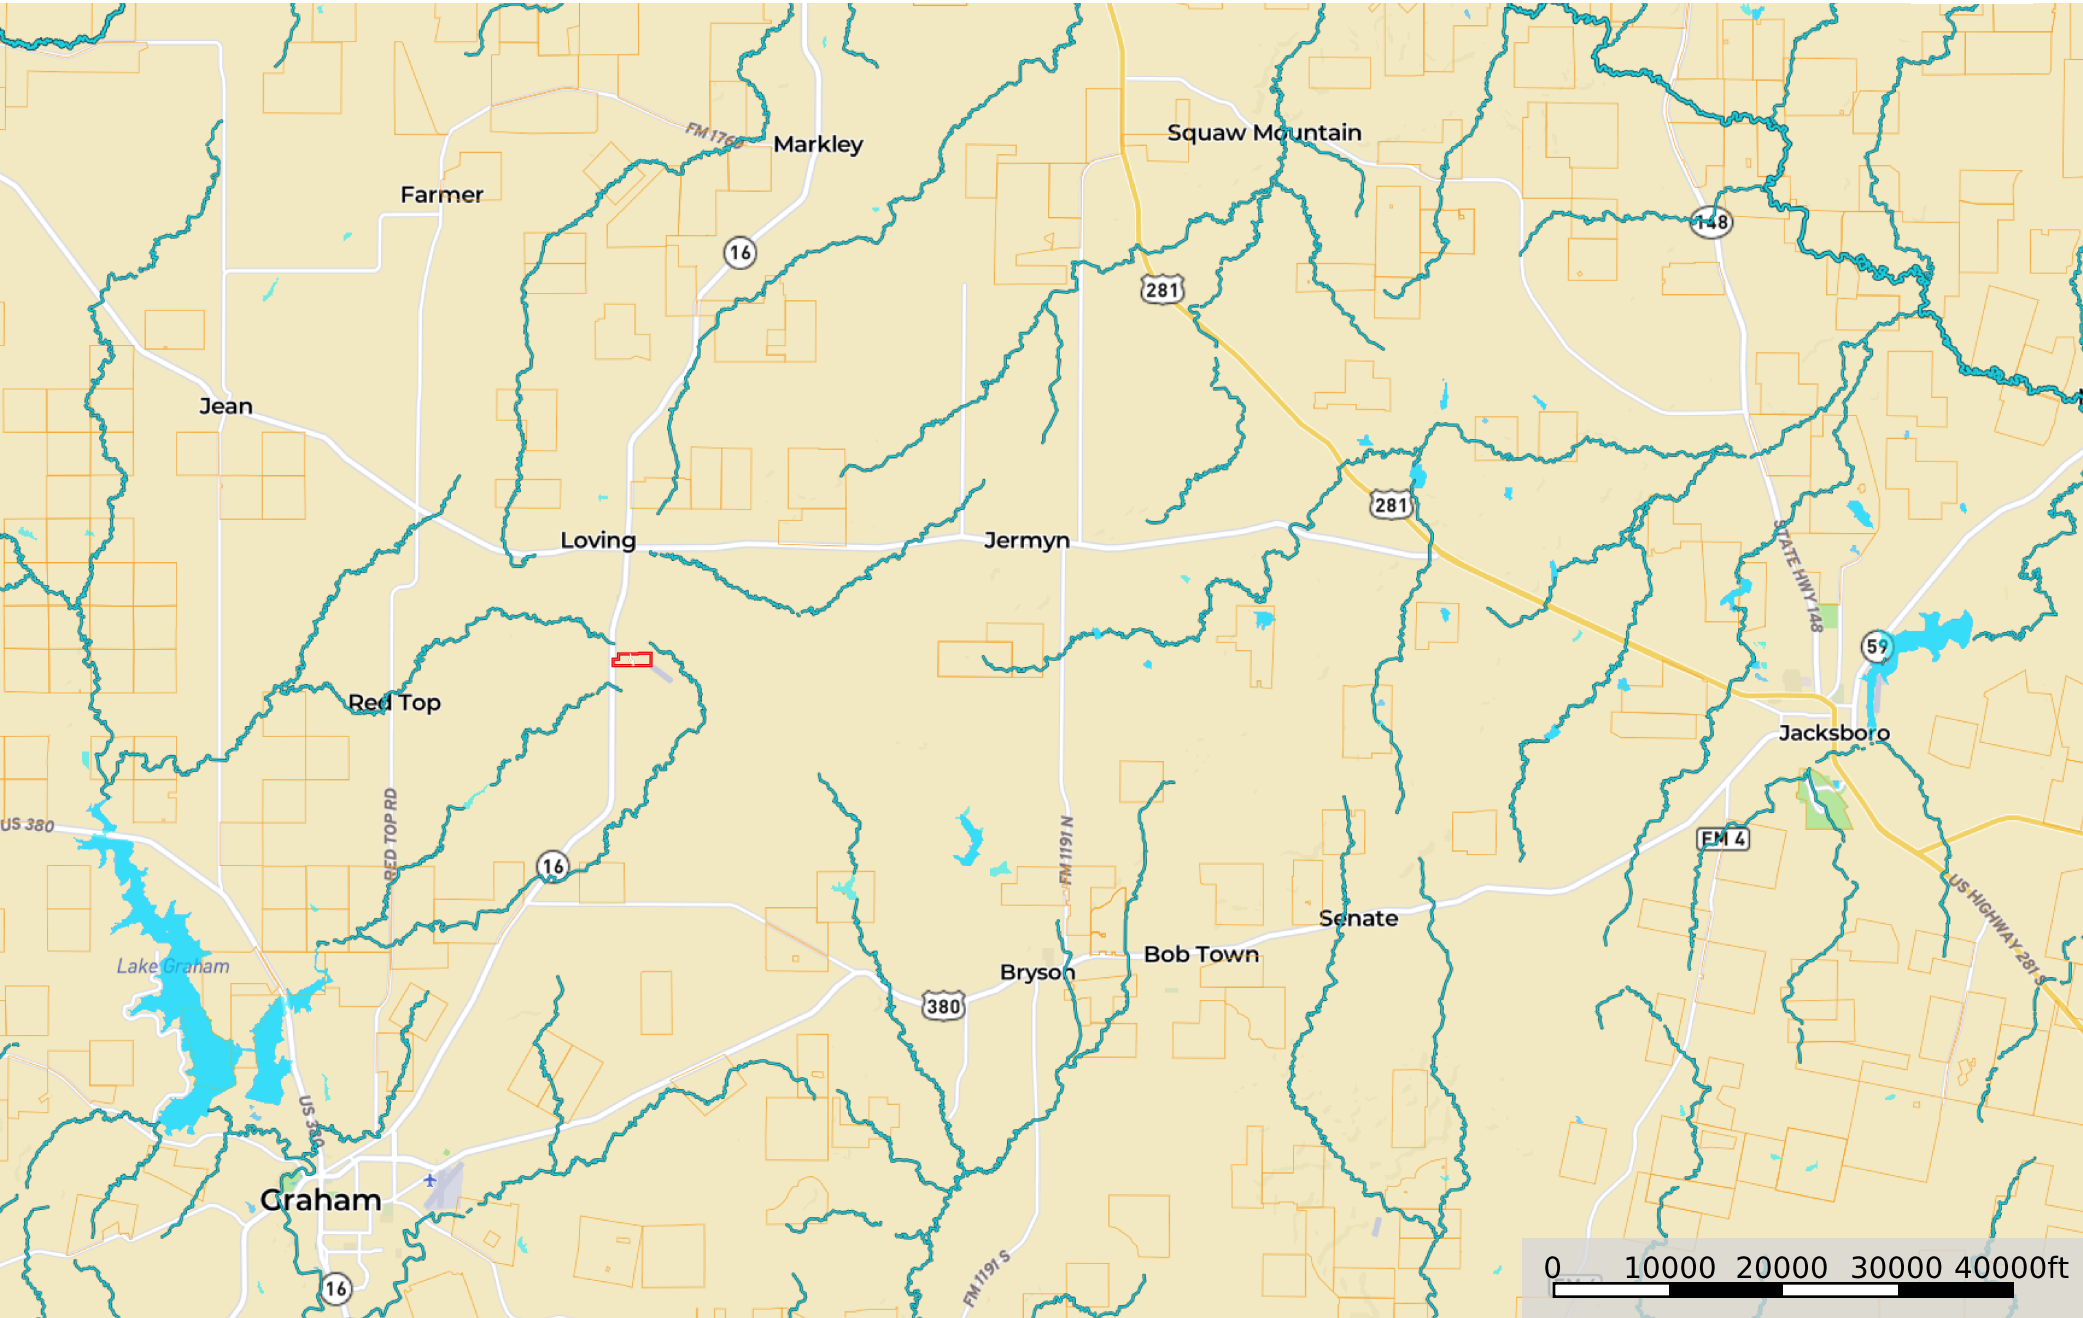 FM 1769
Markley
Squaw Mountain
Farmer
148
16
281
Jean
281
Loving
Jermyn
STATE HWY 148
59
Red Top
Jacksboro
US 380
RED TOP RD
FM 1191 N
FM 4
16
US HIGHWAY 281 S
Senate
Lake Graham
Bob Town
Bryson
380
US 380
Graham
16
FM 1191 S
0 10000 20000 30000 40000ft